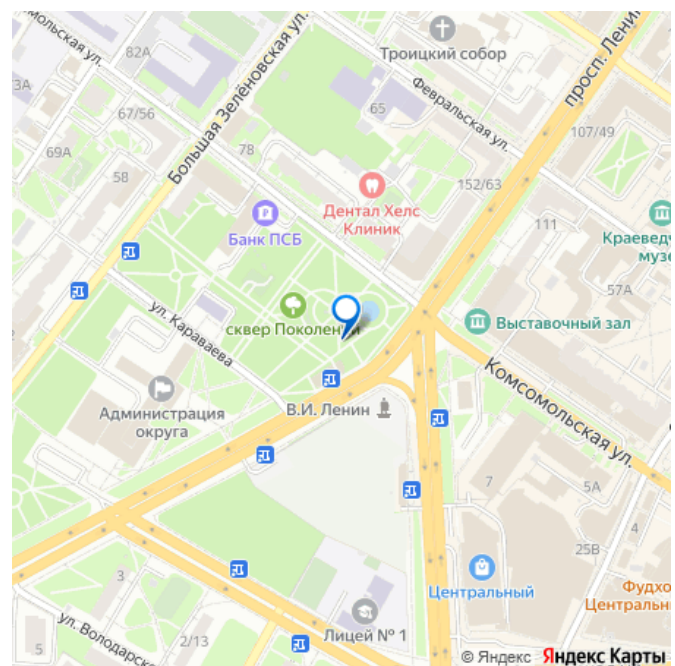 мольская ул.
82А
3А
67/56
69А
58
78
Большая Зелёновская ул.
Троицкий собор
просп. Лени
65
Февральская ул.
107/49
152/63
111
Дентал Хелс
Клиник
Банк ПСБ
Краеведч
музе
57А
ул. Караваева
сквер Поколений
Выставочный зал
Администрация
округа
В.И. Ленин
Комсомольская ул.
7
5А
4
25В
Центральный
Фудхо
Центральны
3
Лицей № 1
ул. Володарск
5
2/13
© Яндекс Яндекс Карты